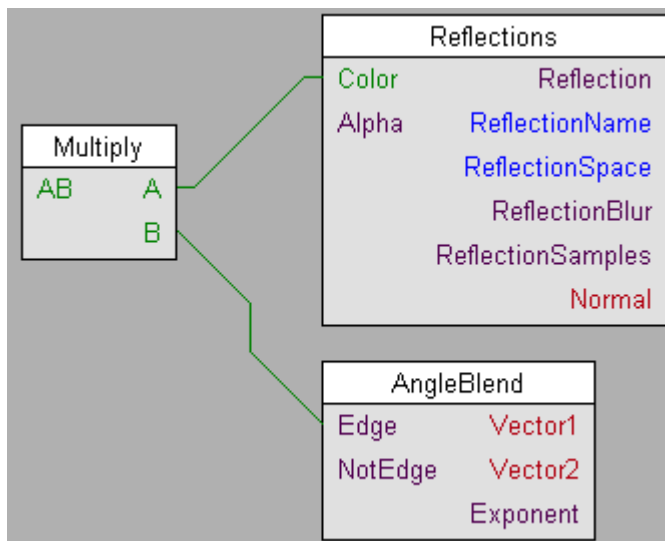 Reflections
Color Reflection
Alpha ReflectionName
ReflectionSpace
ReflectionBlur
ReflectionSamples
Normal
Multiply
AB A
B
AngleBlend
Edge Vector1
NotEdge Vector2
Exponent